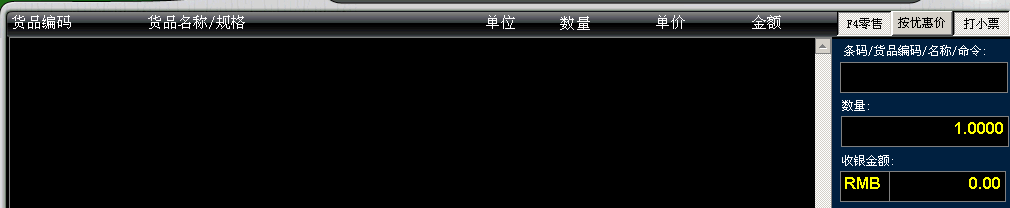 货品编码 货品名称/规格 单位 数量 单价 金额 F4零售 按优惠价 打小票
条码/货品编码/名称/命令:
数量:
1.0000
收银金额:
RMB 0.00